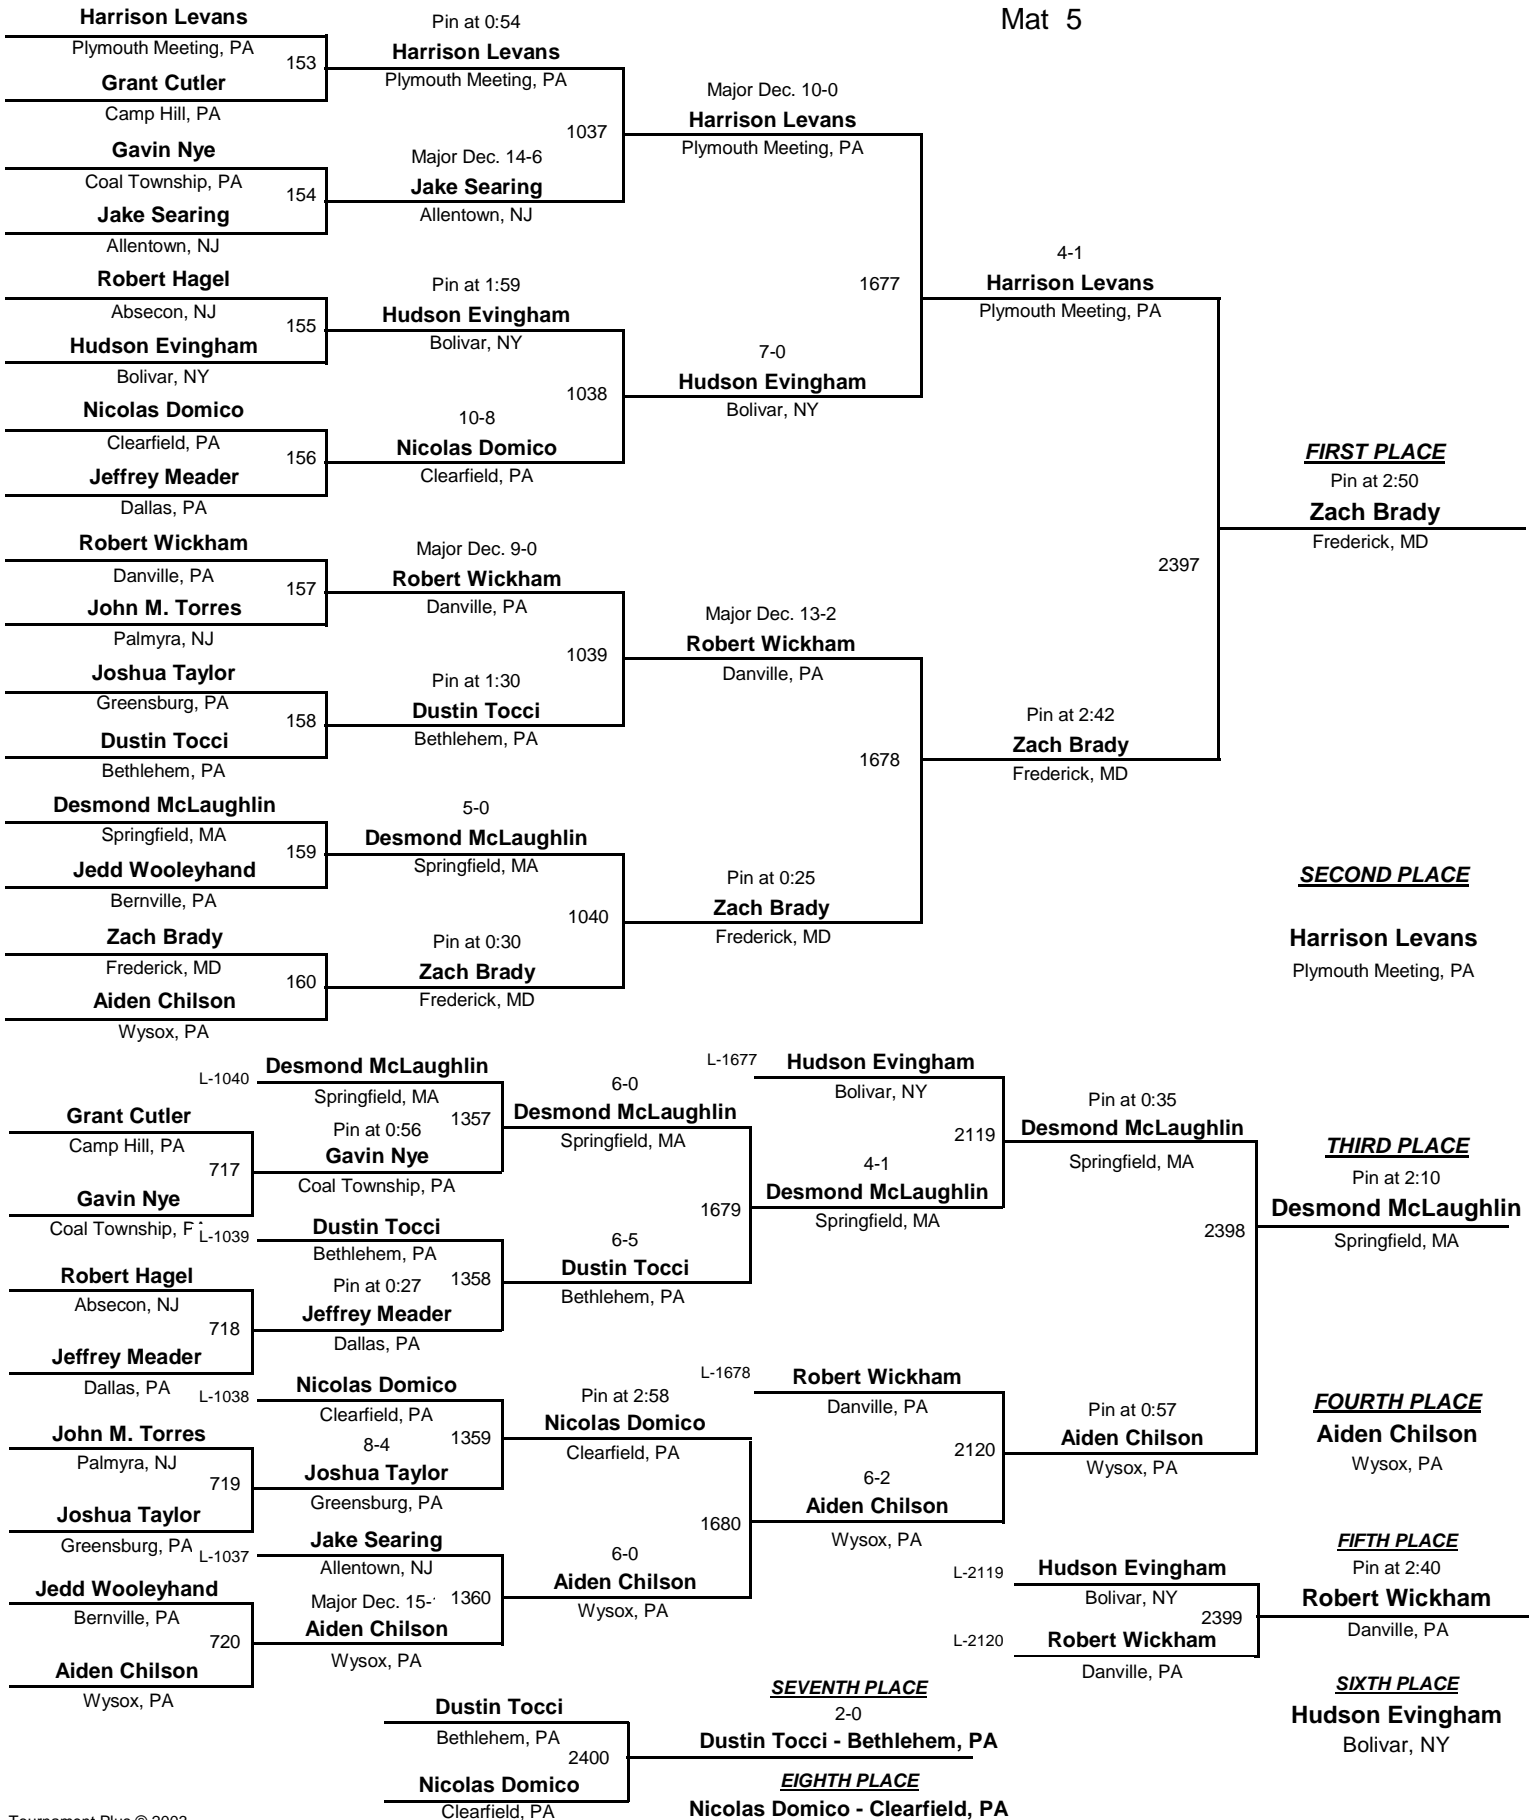 Mat 5
Harrison Levans
Plymouth Meeting, PA
153
Grant Cutler
Camp Hill, PA
Gavin Nye
Coal Township, PA
154
Jake Searing
Allentown, NJ
Robert Hagel
Absecon, NJ
155
Hudson Evingham
Bolivar, NY
Nicolas Domico
Clearfield, PA
156
Jeffrey Meader
Dallas, PA
Robert Wickham
Danville, PA
157
John M. Torres
Palmyra, NJ
Joshua Taylor
Greensburg, PA
158
Dustin Tocci
Bethlehem, PA
Desmond McLaughlin
Springfield, MA
159
Jedd Wooleyhand
Bernville, PA
Zach Brady
Frederick, MD
160
Aiden Chilson
Wysox, PA
Pin at 0:54
Harrison Levans
Plymouth Meeting, PA
1037
Major Dec. 14-6
Jake Searing
Allentown, NJ
Pin at 1:59
Hudson Evingham
Bolivar, NY
1038
10-8
Nicolas Domico
Clearfield, PA
Major Dec. 9-0
Robert Wickham
Danville, PA
1039
Pin at 1:30
Dustin Tocci
Bethlehem, PA
5-0
Desmond McLaughlin
Springfield, MA
1040
Pin at 0:30
Zach Brady
Frederick, MD
Major Dec. 10-0
Harrison Levans
Plymouth Meeting, PA
1677
7-0
Hudson Evingham
Bolivar, NY
Major Dec. 13-2
Robert Wickham
Danville, PA
1678
Pin at 0:25
Zach Brady
Frederick, MD
4-1
Harrison Levans
Plymouth Meeting, PA
2397
Pin at 2:42
Zach Brady
Frederick, MD
FIRST PLACE
Pin at 2:50
Zach Brady
Frederick, MD
SECOND PLACE
Harrison Levans
Plymouth Meeting, PA
Grant Cutler
Camp Hill, PA
717
Gavin Nye
Coal Township,
Robert Hagel
Absecon, NJ
718
Jeffrey Meader
Dallas, PA
John M. Torres
Palmyra, NJ
719
Joshua Taylor
Greensburg, PA
Jedd Wooleyhand
Bernville, PA
720
Aiden Chilson
Wysox, PA
L-1040
Desmond McLaughlin
Springfield, MA
1357
Pin at 0:56
Gavin Nye
Coal Township, PA
L-1039
Dustin Tocci
Bethlehem, PA
1358
Pin at 0:27
Jeffrey Meader
Dallas, PA
L-1038
Nicolas Domico
Clearfield, PA
1359
8-4
Joshua Taylor
Greensburg, PA
L-1037
Jake Searing
Allentown, NJ
1360
Major Dec. 15-
Aiden Chilson
Wysox, PA
6-0
Desmond McLaughlin
Springfield, MA
1679
6-5
Dustin Tocci
Bethlehem, PA
Pin at 2:58
Nicolas Domico
Clearfield, PA
1680
6-0
Aiden Chilson
Wysox, PA
L-1677
Hudson Evingham
Bolivar, NY
2119
4-1
Desmond McLaughlin
Springfield, MA
L-1678
Robert Wickham
Danville, PA
2120
6-2
Aiden Chilson
Wysox, PA
Pin at 0:35
Desmond McLaughlin
Springfield, MA
2398
Pin at 0:57
Aiden Chilson
Wysox, PA
THIRD PLACE
Pin at 2:10
Desmond McLaughlin
Springfield, MA
FOURTH PLACE
Aiden Chilson
Wysox, PA
L-2119
Hudson Evingham
Bolivar, NY
2399
L-2120
Robert Wickham
Danville, PA
FIFTH PLACE
Pin at 2:40
Robert Wickham
Danville, PA
SIXTH PLACE
Hudson Evingham
Bolivar, NY
Dustin Tocci
Bethlehem, PA
2400
Nicolas Domico
Clearfield, PA
SEVENTH PLACE
2-0
Dustin Tocci - Bethlehem, PA
EIGHTH PLACE
Nicolas Domico - Clearfield, PA